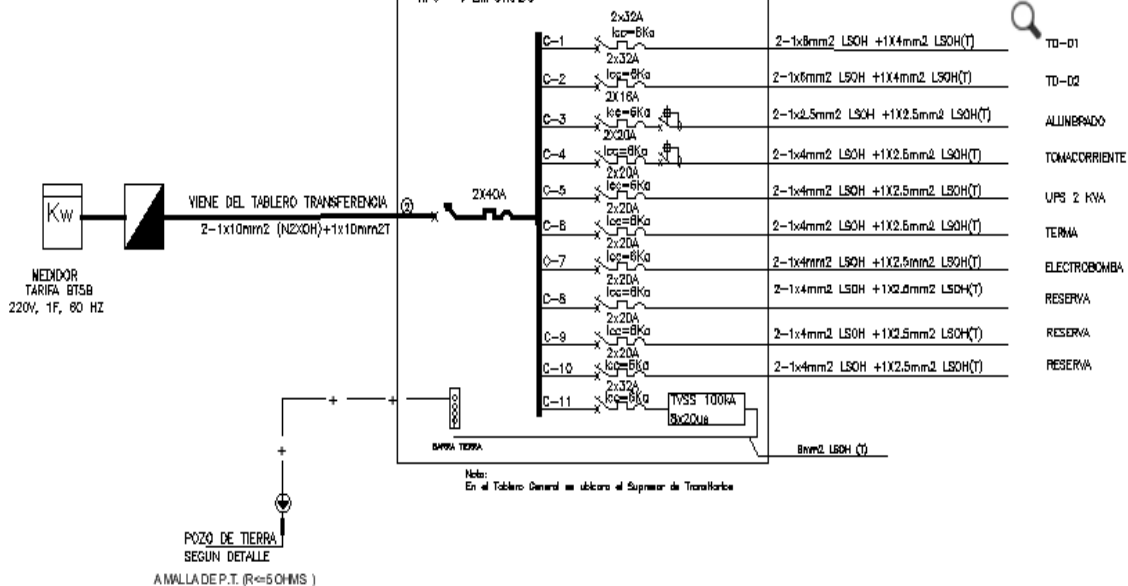 2x32A
Icc=6Ka
C-1
2-1x6mm2 LSOH +1X4mm2 LSOH(T)
TD-01
2x32A
Icc=6Ka
C-2
2-1x6mm2 LSOH +1X4mm2 LSOH(T)
TD-02
2X16A
Icc=6Ka
C-3
2-1x2.5mm2 LSOH +1X2.5mm2 LSOH(T)
ALUMBRADO
2X20A
Icc=6Ka
C-4
2-1x4mm2 LSOH +1X2.5mm2 LSOH(T)
TOMACORRIENTE
2x20A
Icc=6Ka
C-5
2-1x4mm2 LSOH +1X2.5mm2 LSOH(T)
UPS 2 KVA
2x20A
Icc=6Ka
C-6
2-1x4mm2 LSOH +1X2.5mm2 LSOH(T)
TERMA
2x20A
Icc=6Ka
C-7
2-1x4mm2 LSOH +1X2.5mm2 LSOH(T)
ELECTROBOMBA
2x20A
Icc=6Ka
C-8
2-1x4mm2 LSOH +1X2.5mm2 LSOH(T)
RESERVA
2x20A
Icc=6Ka
C-9
2-1x4mm2 LSOH +1X2.5mm2 LSOH(T)
RESERVA
2x20A
Icc=6Ka
C-10
2-1x4mm2 LSOH +1X2.5mm2 LSOH(T)
RESERVA
2x32A
Icc=6Ka
C-11
TVSS 100kA
8x20us
Kw
VIENE DEL TABLERO TRANSFERENCIA
2-1x10mm2 (N2XOH)+1x10mm2T
2
2X40A
MEDIDOR
TARIFA BT5B
220V, 1F, 60 HZ
BARRA TIERRA
6mm2 LSOH (T)
Nota:
En el Tablero General se ubicara el Supresor de Transitorios
POZO DE TIERRA
SEGUN DETALLE
A MALLA DE P.T. (R<=5 OHMS )